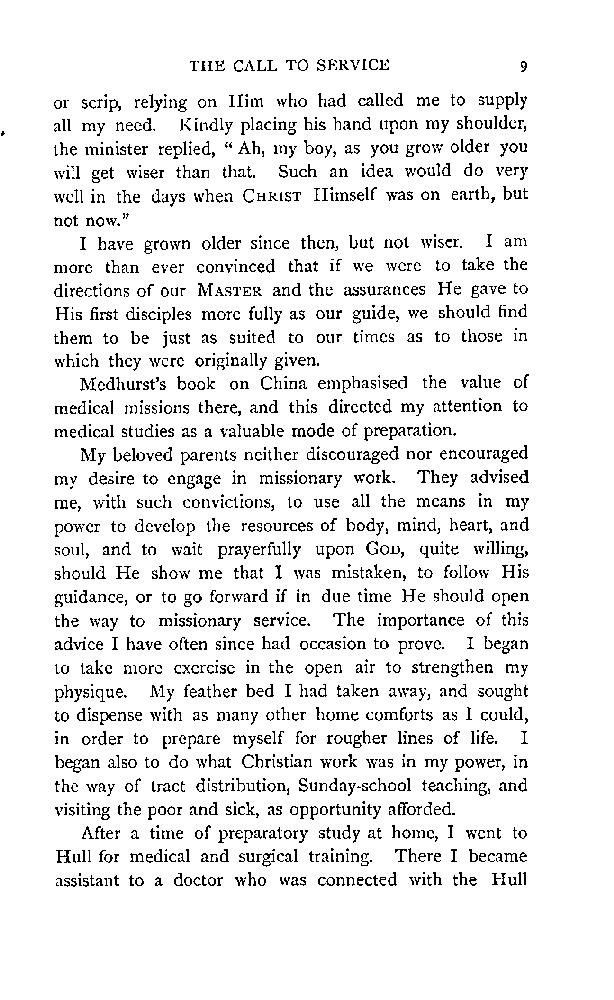 THE CALL TO SERVICE 9
or scrip, relying on Him who had called me to supply
all my need. Kindly placing his hand upon my shoulder,
the minister replied, “ Ah, my boy, as you grow older you
will get wiser than that. Such an idea would do very
well in the days when CHRIST Himself was on earth, but
not now.”
I have grown older since then, but not wiser. I am
more than ever convinced that if we were to take the
directions of our MASTER and the assurances He gave to
His first disciples more fully as our guide, we should find
them to be just as suited to our times as to those in
which they were originally given.
Medhurst's book on China emphasised the value of
medical missions there, and this directed my attention to
medical studies as a valuable mode of preparation.
My beloved parents neither discouraged nor encouraged
my desire to engage in missionary work. They advised
me, with such convictions, to use all the means in my
power to develop the resources of body, mind, heart, and
soul, and to wait prayerfully upon GOD, quite willing,
should He show me that I was mistaken, to follow His
guidance, or to go forward if in due time He should open
the way to missionary service. The importance of this
advice I have often since had occasion to prove. I began
to take more exercise in the open air to strengthen my
physique. My feather bed I had taken away, and sought
to dispense with as many other home comforts as I could,
in order to prepare myself for rougher lines of life. I
began also to do what Christian work was in my power, in
the way of tract distribution, Sunday-school teaching, and
visiting the poor and sick, as opportunity afforded.
After a time of preparatory study at home, I went to
Hull for medical and surgical training. There I became
assistant to a doctor who was connected with the Hull